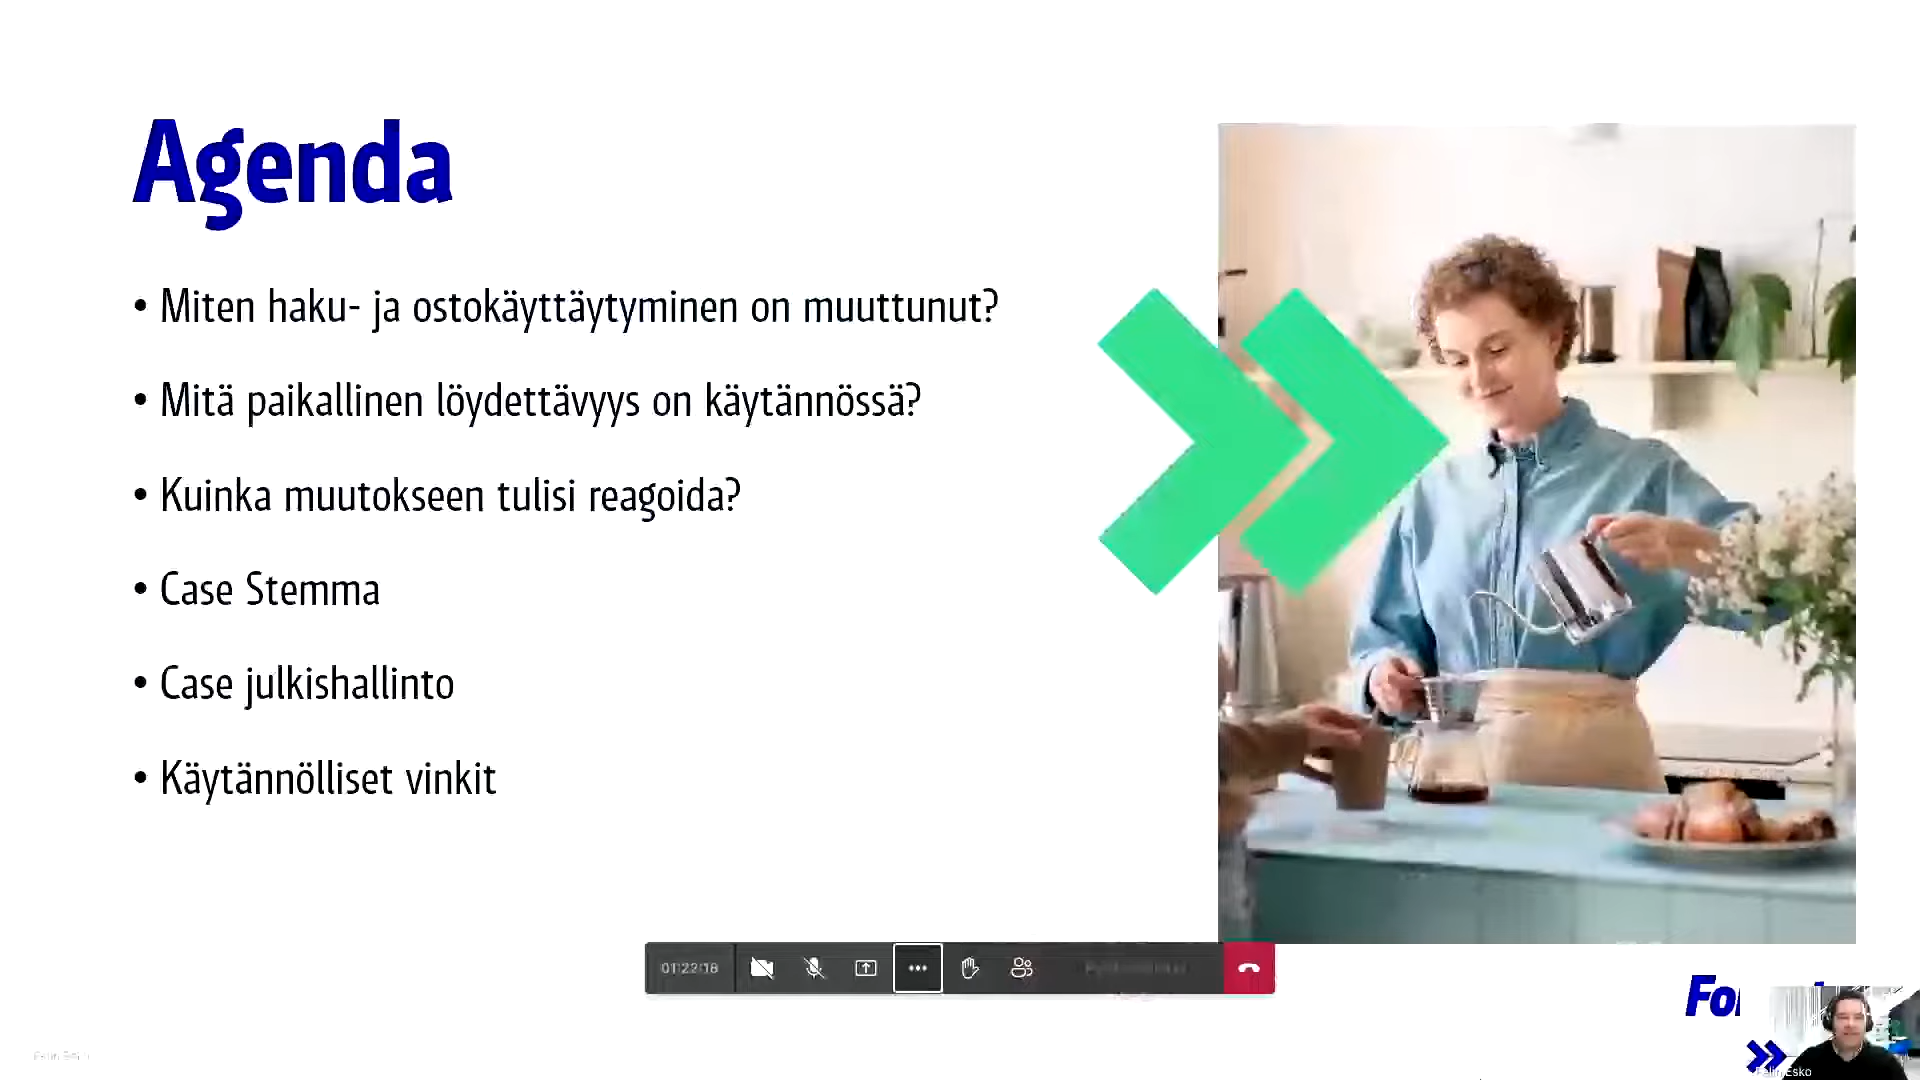 Agenda
• Miten haku- ja ostokäyttäytyminen on muuttunut?
• Mitä paikallinen löydettävyys on käytännössä?
• Kuinka muutokseen tulisi reagoida?
• Case Stemma
• Case julkishallinto
• Käytännölliset vinkit
01:22:18
Esko